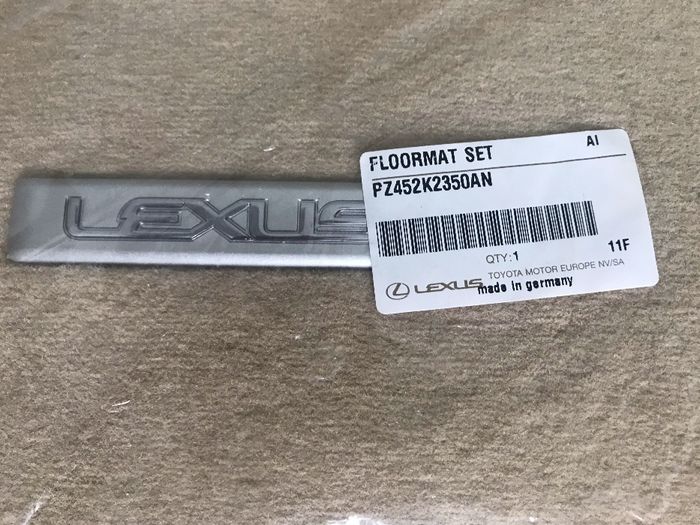 LEXUS
FLOORMAT SET AI
PZ452K2350AN
QTY:1 11F
TOYOTA MOTOR EUROPE NV/SA
LEXUS made in germany